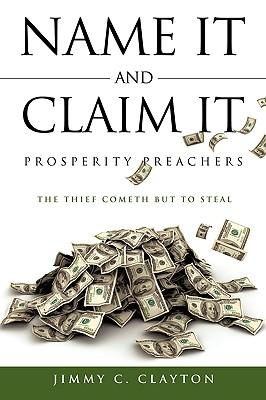 NAME IT
AND
CLAIM IT
PROSPERITY PREACHERS
THE THIEF COMETH BUT TO STEAL
JIMMY C. CLAYTON